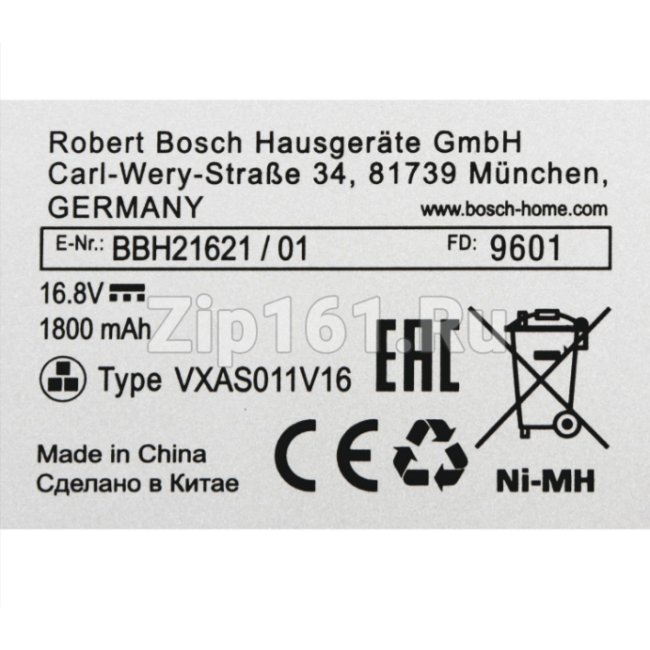 Robert Bosch Hausgeräte GmbH
Carl-Wery-Straße 34, 81739 München,
GERMANY www.bosch-home.com
E-Nr.: BBH21621 / 01 FD: 9601
16.8V
1800 mAh
Zip161.Ru
EAC
Type VXAS011V16
Made in China
Сделано в Китае
CE
Ni-MH